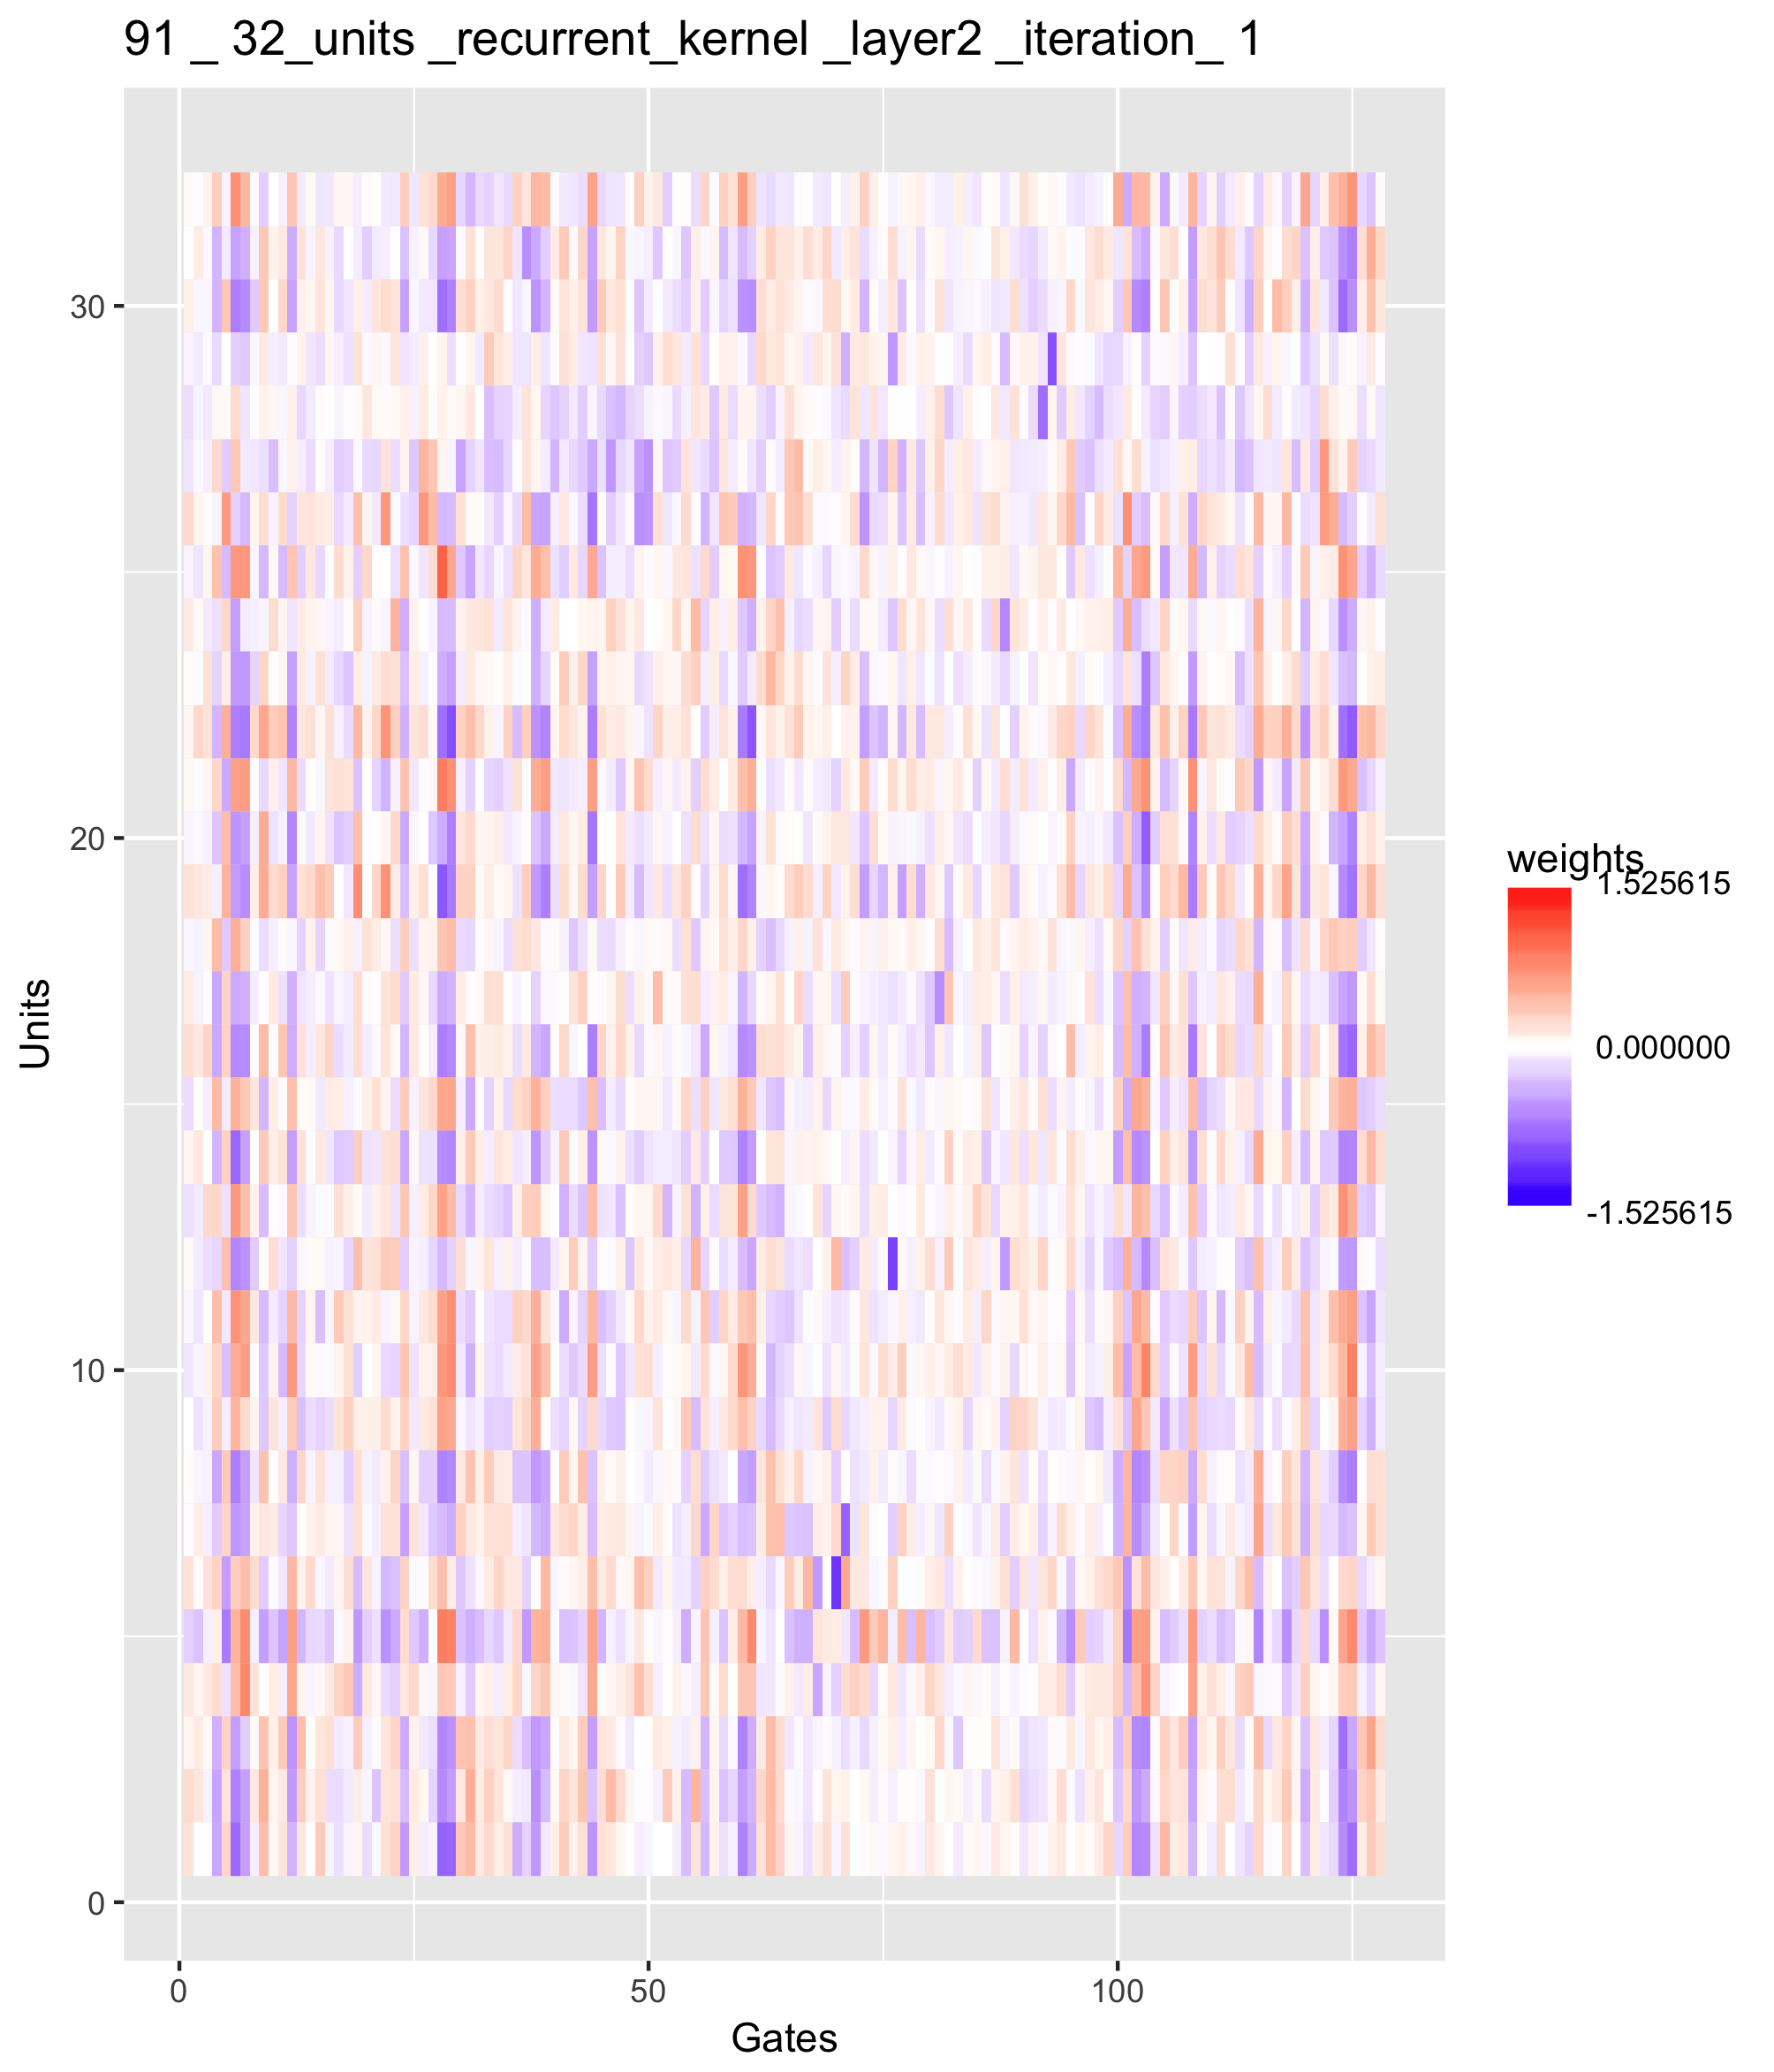 91 _ 32_units _recurrent_kernel _layer2 _iteration_ 1
30
20
10
0
Units
0 50 100
Gates
weights
1.525615
0.000000
-1.525615